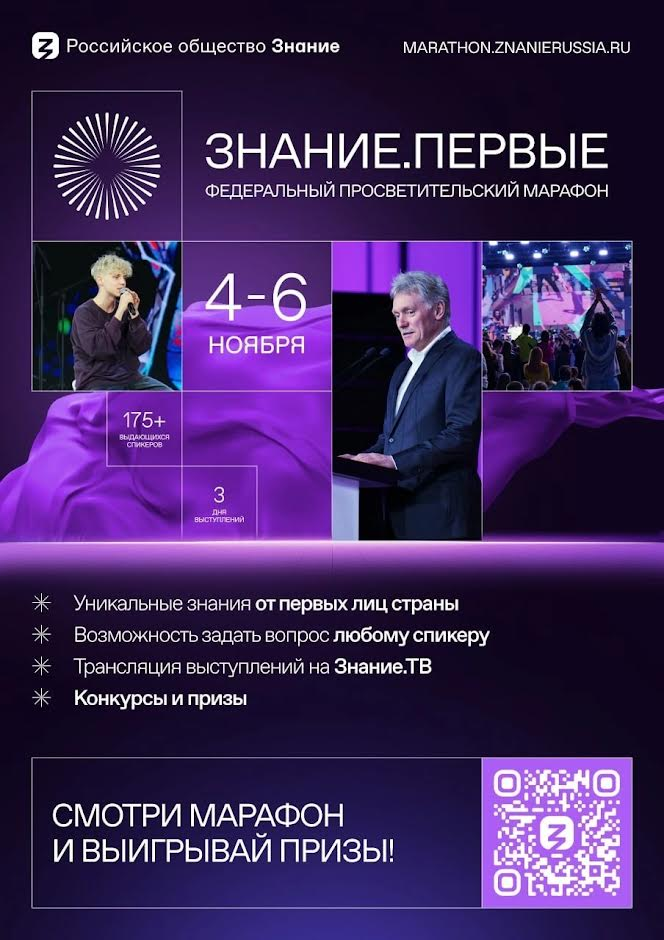 Российское общество Знание
MARATHON.ZNANIERUSSIA.RU
ЗНАНИЕ.ПЕРВЫЕ
ФЕДЕРАЛЬНЫЙ ПРОСВЕТИТЕЛЬСКИЙ МАРАФОН
4-6
НОЯБРЯ
175+
ВЫДАЮЩИХСЯ
СПИКЕРОВ
3
ДНЯ
ВЫСТУПЛЕНИЙ
Уникальные знания от первых лиц страны
Возможность задать вопрос любому спикеру
Трансляция выступлений на Знание.ТВ
Конкурсы и призы
СМОТРИ МАРАФОН
И ВЫИГРЫВАЙ ПРИЗЫ!